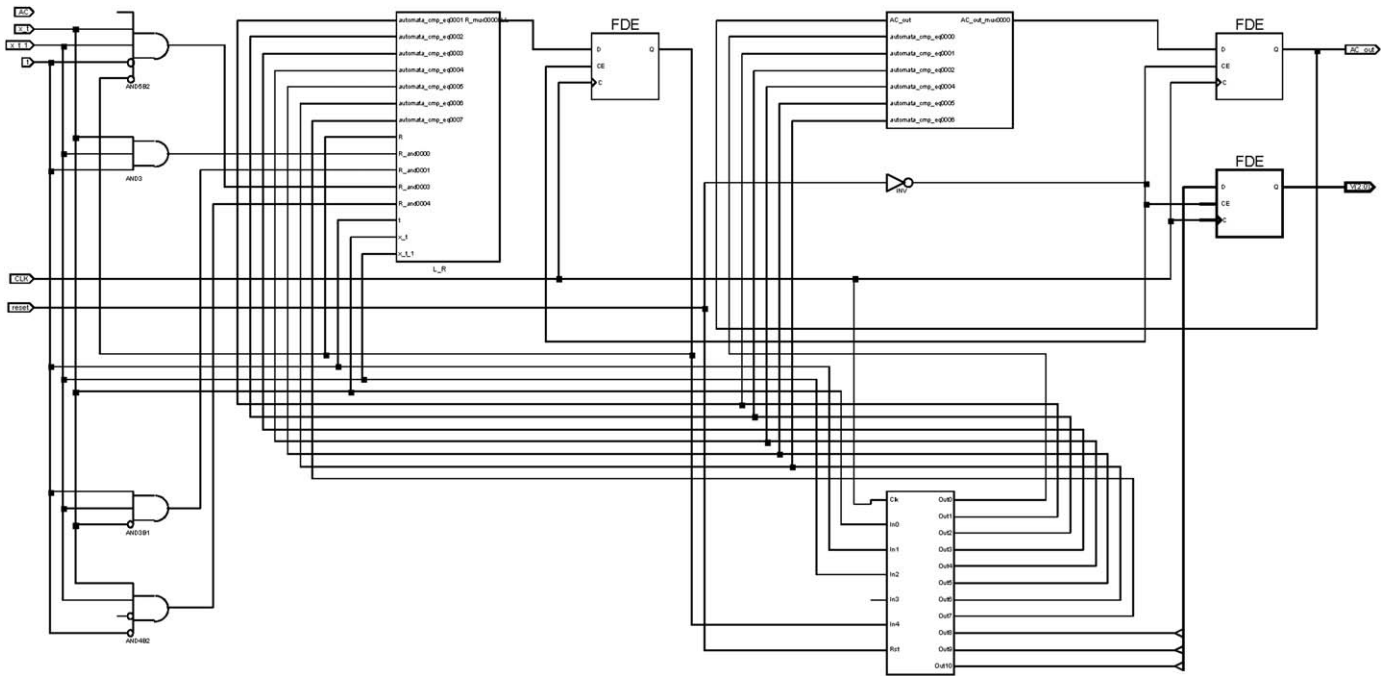 AC
x_t
x_t_1
t
AND5B2
AND3
AND3B1
AND4B2
CLK
reset
automata_cmp_eq0001
automata_cmp_eq0002
automata_cmp_eq0003
automata_cmp_eq0004
automata_cmp_eq0005
automata_cmp_eq0006
automata_cmp_eq0007
R
R_and0000
R_and0001
R_and0003
R_and0004
t
x_t
x_t_1
L_R
FDE
D
CE
C
Q
AC_out
automata_cmp_eq0000
automata_cmp_eq0001
automata_cmp_eq0002
automata_cmp_eq0004
automata_cmp_eq0005
automata_cmp_eq0006
AC_out_mux0000
INV
FDE
D
CE
C
Q
AC_out
FDE
D
CE
C
Q
Clk
In0
In1
In2
In3
In4
Rst
Out0
Out1
Out2
Out3
Out4
Out5
Out6
Out7
Out8
Out9
Out10